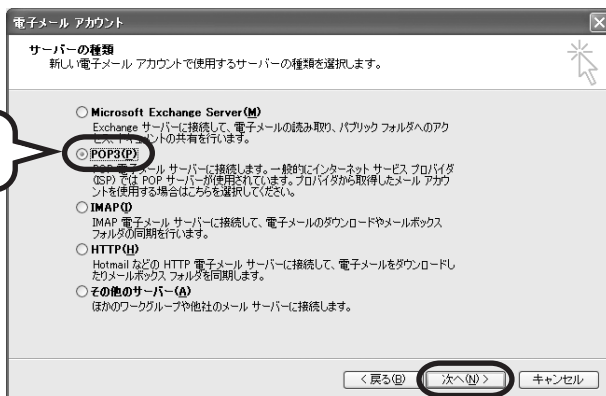 電子メール アカウント
サーバーの種類
新しい電子メール アカウントで使用するサーバーの種類を選択します。
Microsoft Exchange Server(M)
Exchange サーバーに接続して、電子メールの読み取り、パブリック フォルダへのアク
セス、ドキュメントの共有を行います。
POP3(P)
POP 電子メール サーバーに接続します。一般的にインターネット サービス プロバイダ
(ISP) では POP サーバーが使用されています。プロバイダから取得したメール アカウ
ントを使用する場合はこちらを選択してください。
IMAP(I)
IMAP 電子メール サーバーに接続して、電子メールのダウンロードやメールボックス
フォルダの同期を行います。
HTTP(H)
Hotmail などの HTTP 電子メール サーバーに接続して、電子メールをダウンロードし
たりメールボックス フォルダを同期します。
その他のサーバー(A)
ほかのワークグループや他社のメール サーバーに接続します。
< 戻る(B) 次へ(N) > キャンセル